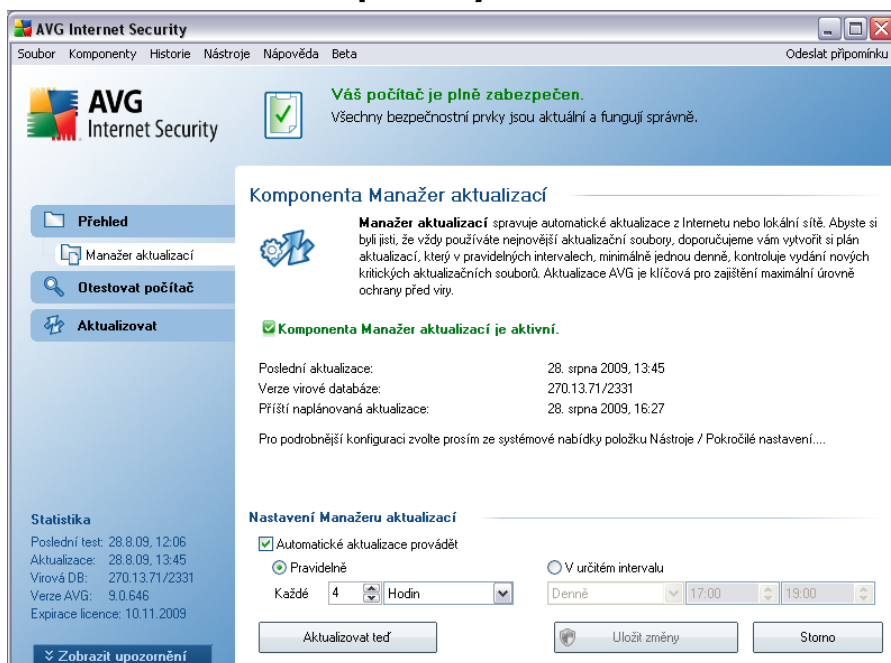 AVG Internet Security
Soubor Komponenty Historie Nástroje Nápověda Beta Odeslat připomínku
AVG
Internet Security
Váš počítač je plně zabezpečen.
Všechny bezpečnostní prvky jsou aktuální a fungují správně.
Přehled
Manažer aktualizací
Otestovat počítač
Aktualizovat
Komponenta Manažer aktualizací
Manažer aktualizací spravuje automatické aktualizace z Internetu nebo lokální sítě. Abyste si
byli jisti, že vždy používáte nejnovější aktualizační soubory, doporučujeme vám vytvořit si plán
aktualizací, který v pravidelných intervalech, minimálně jednou denně, kontroluje vydání nových
kritických aktualizačních souborů. Aktualizace AVG je klíčová pro zajištění maximální úrovně
ochrany před viry.
Komponenta Manažer aktualizací je aktivní.
Poslední aktualizace: 28. srpna 2009, 13:45
Verze virové databáze: 270.13.71/2331
Příští naplánovaná aktualizace: 28. srpna 2009, 16:27
Pro podrobnější konfiguraci zvolte prosím ze systémové nabídky položku Nástroje / Pokročilé nastavení....
Statistika
Poslední test: 28.8.09, 12:06
Aktualizace: 28.8.09, 13:45
Virová DB: 270.13.71/2331
Verze AVG: 9.0.646
Expirace licence: 10.11.2009
Zobrazit upozornění
Nastavení Manažeru aktualizací
Automatické aktualizace provádět
Pravidelně V určitém intervalu
Každé 4 Hodin Denně 17:00 19:00
Aktualizovat teď Uložit změny Storno